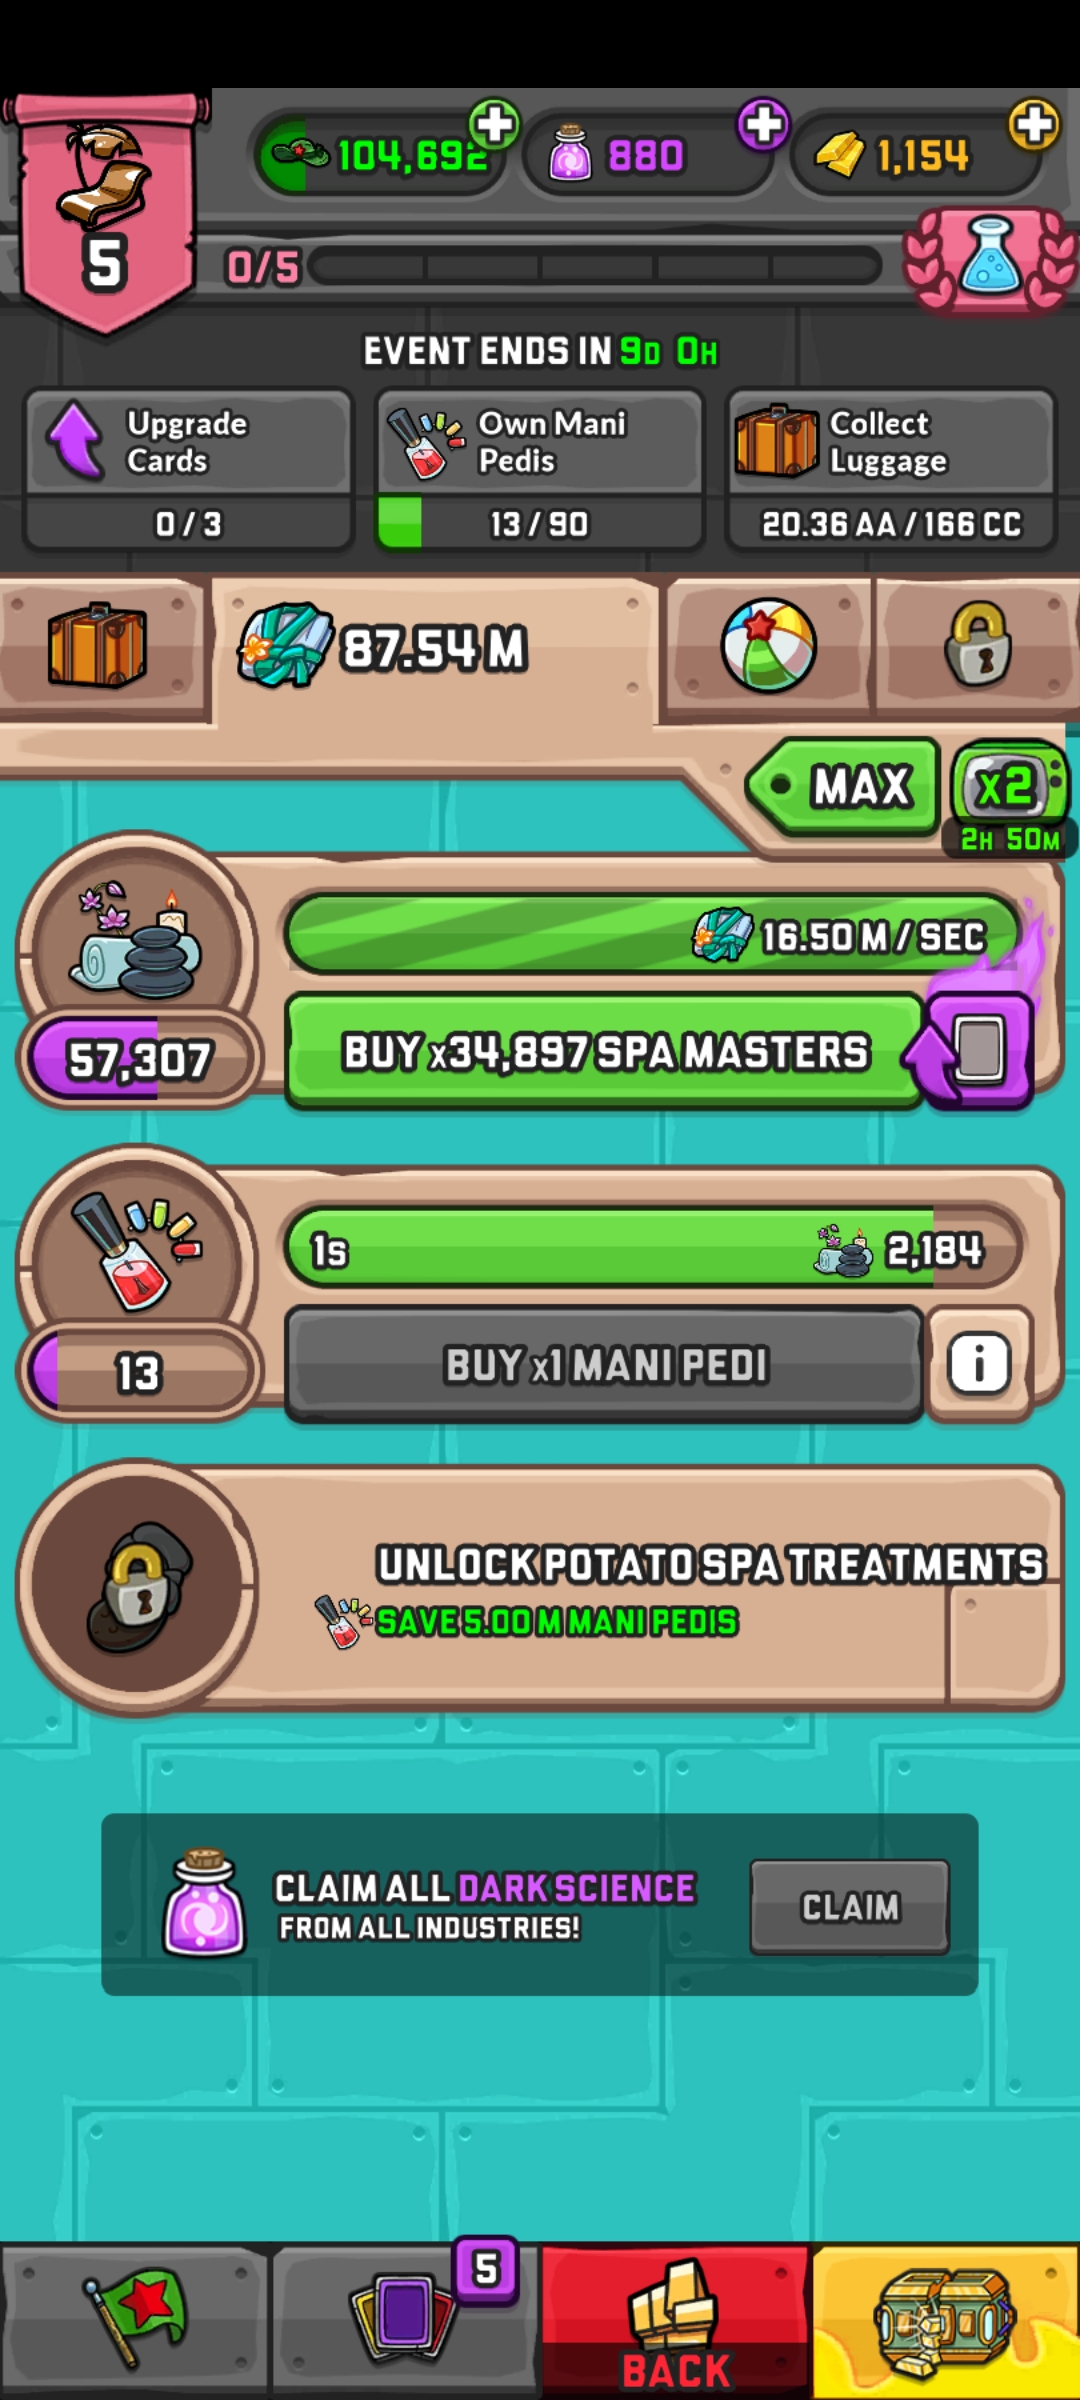 104,692
880
1,154
5
0/5
EVENT ENDS IN 9D 0H
Upgrade
Cards
0 / 3
Own Mani
Pedis
13 / 90
Collect
Luggage
20.36 AA / 166 CC
87.54 M
MAX
x2
2H 50M
16.50 M / SEC
57,307
BUY x34,897 SPA MASTERS
1s
2,184
13
BUY x1 MANI PEDI
i
UNLOCK POTATO SPA TREATMENTS
SAVE 5.00 M MANI PEDIS
CLAIM ALL DARK SCIENCE
FROM ALL INDUSTRIES!
CLAIM
5
BACK